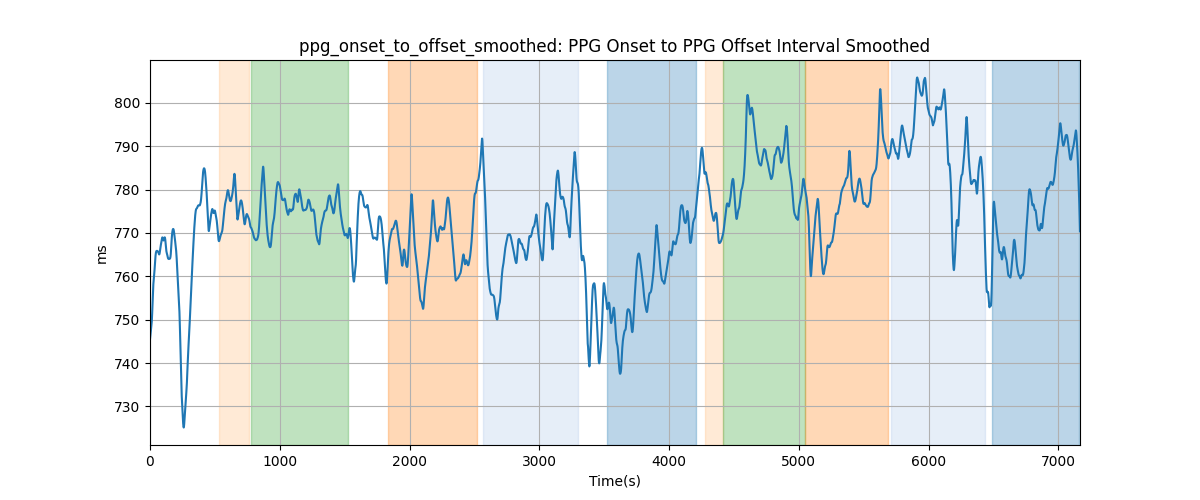 ppg_onset_to_offset_smoothed: PPG Onset to PPG Offset Interval Smoothed
800
790
780
770
760
750
740
730
ms
0 1000 2000 3000 4000 5000 6000 7000
Time(s)